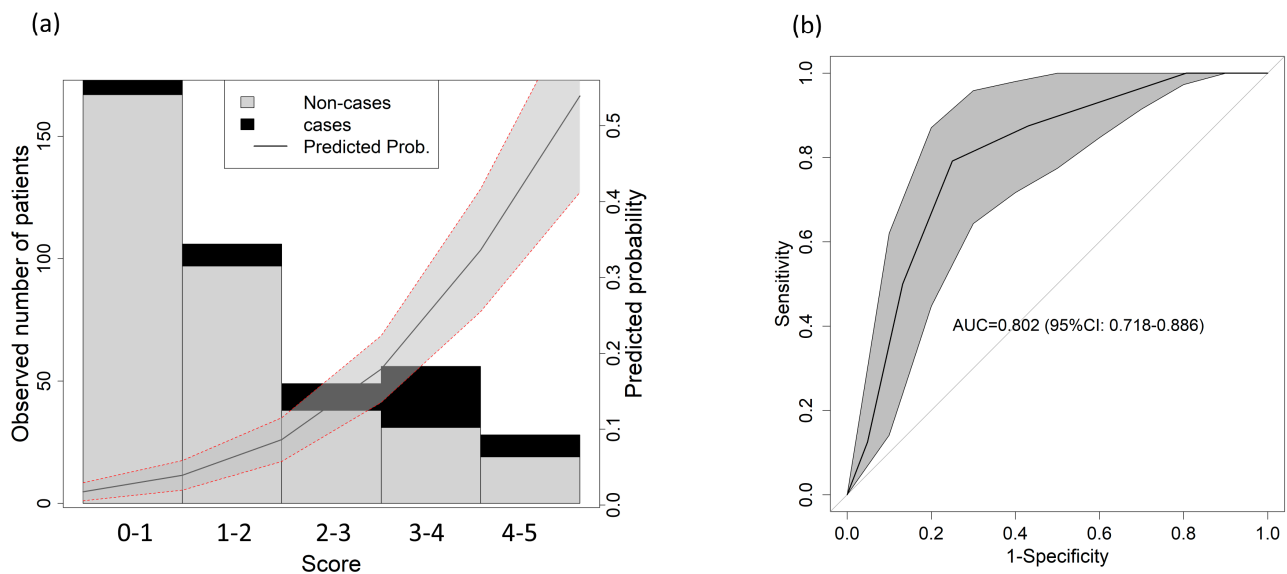 (a)
Non-cases
cases
Predicted Prob.
Observed number of patients
0
50
100
150
Predicted probability
0.0
0.1
0.2
0.3
0.4
0.5
0-1 1-2 2-3 3-4 4-5
Score
(b)
Sensitivity
1.0
0.8
0.6
0.4
0.2
0.0
AUC=0.802 (95%CI: 0.718-0.886)
0.0 0.2 0.4 0.6 0.8 1.0
1-Specificity